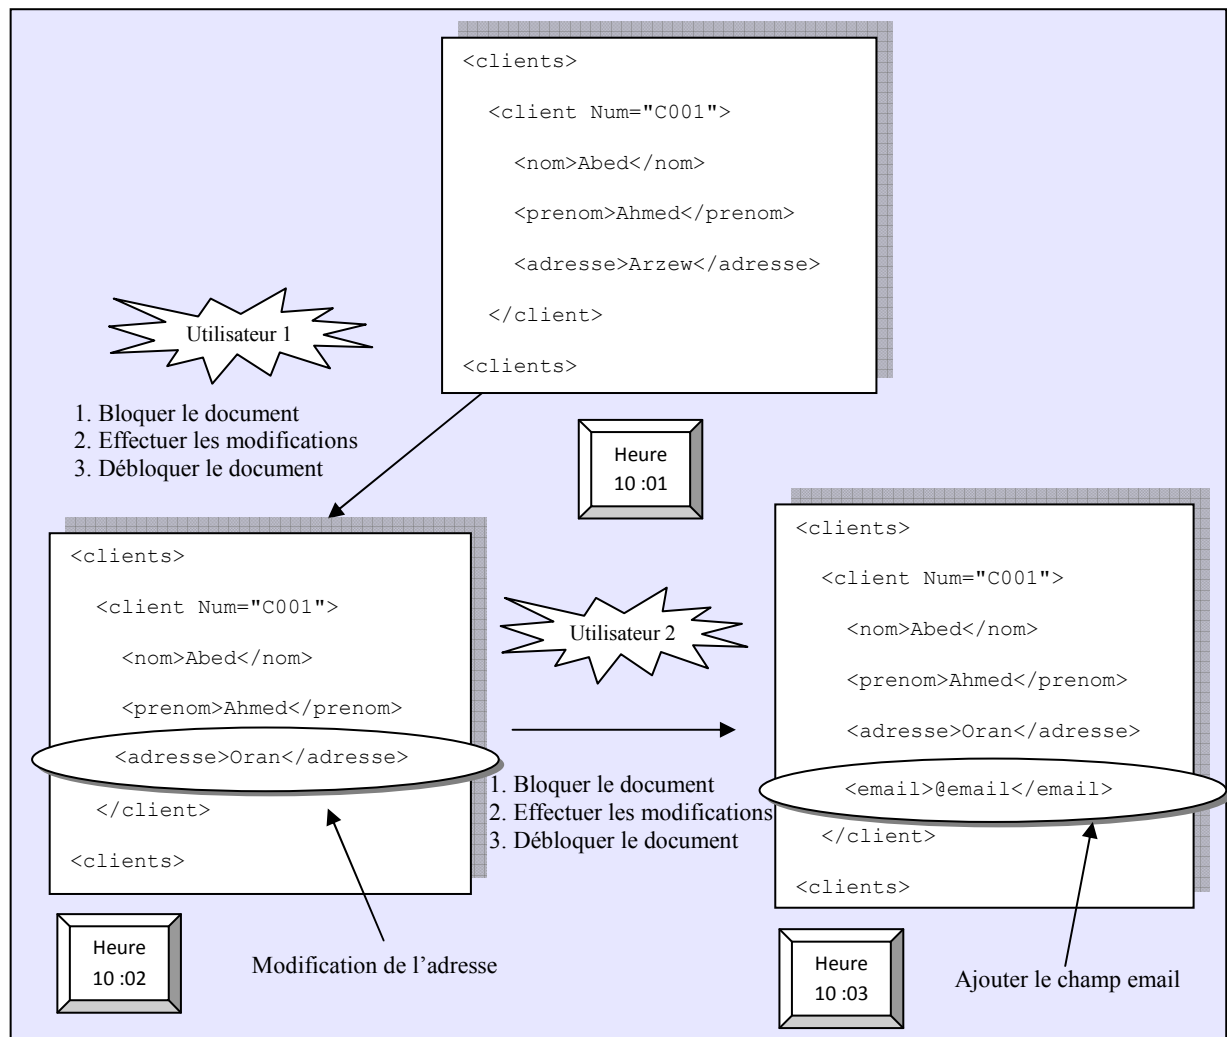 <clients>
<client Num="C001">
<nom>Abed</nom>
<prenom>Ahmed</prenom>
<adresse>Arzew</adresse>
</client>
<clients>
Utilisateur 1
1. Bloquer le document
2. Effectuer les modifications
3. Débloquer le document
Heure
10 :01
<clients>
<client Num="C001">
<nom>Abed</nom>
<prenom>Ahmed</prenom>
<adresse>Oran</adresse>
</client>
<clients>
Heure
10 :02
Modification de l’adresse
Utilisateur 2
1. Bloquer le document
2. Effectuer les modifications
3. Débloquer le document
<clients>
<client Num="C001">
<nom>Abed</nom>
<prenom>Ahmed</prenom>
<adresse>Oran</adresse>
<email>@email</email>
</client>
<clients>
Heure
10 :03
Ajouter le champ email